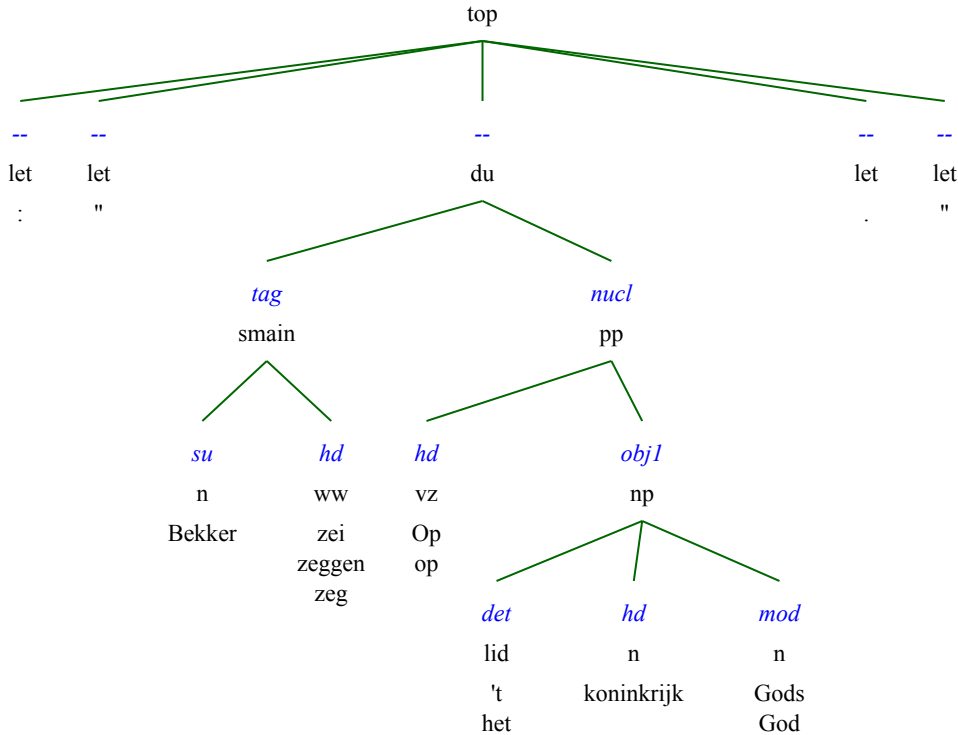 top
-- -- -- -- --
let let du let let
: " . "
tag nucl
smain pp
su hd hd obj1
n ww vz np
Bekker zei Op
zeggen op
zeg
det hd mod
lid n n
't koninkrijk Gods
het God